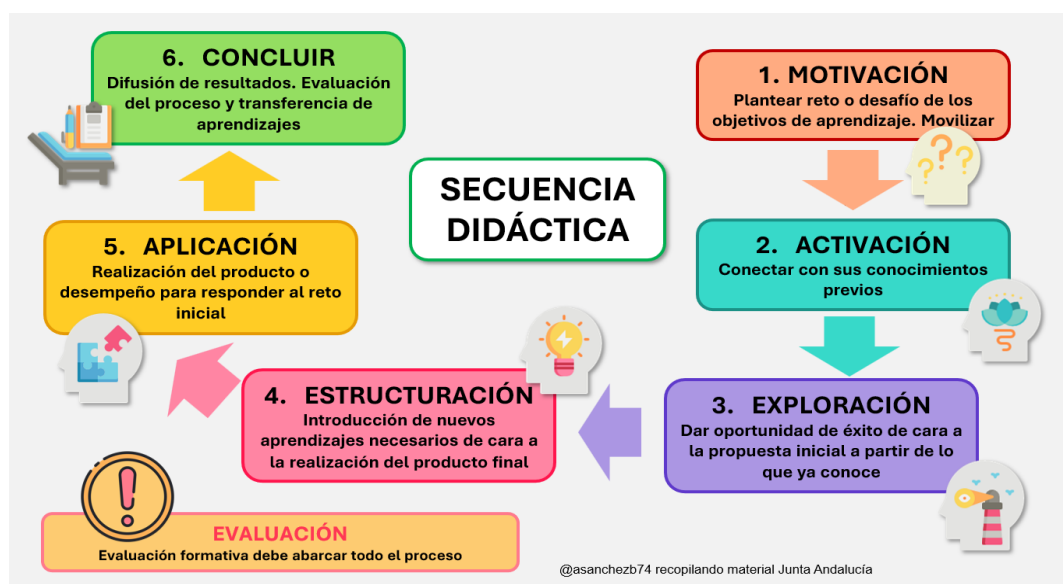 SECUENCIA
DIDÁCTICA
1. MOTIVACIÓN
Plantear reto o desafío de los
objetivos de aprendizaje. Movilizar
2. ACTIVACIÓN
Conectar con sus conocimientos
previos
3. EXPLORACIÓN
Dar oportunidad de éxito de cara a
la propuesta inicial a partir de lo
que ya conoce
4. ESTRUCTURACIÓN
Introducción de nuevos
aprendizajes necesarios de cara a
la realización del producto final
5. APLICACIÓN
Realización del producto o
desempeño para responder al reto
inicial
6. CONCLUIR
Difusión de resultados. Evaluación
del proceso y transferencia de
aprendizajes
EVALUACIÓN
Evaluación formativa debe abarcar todo el proceso
@asanchezb74 recopilando material Junta Andalucía